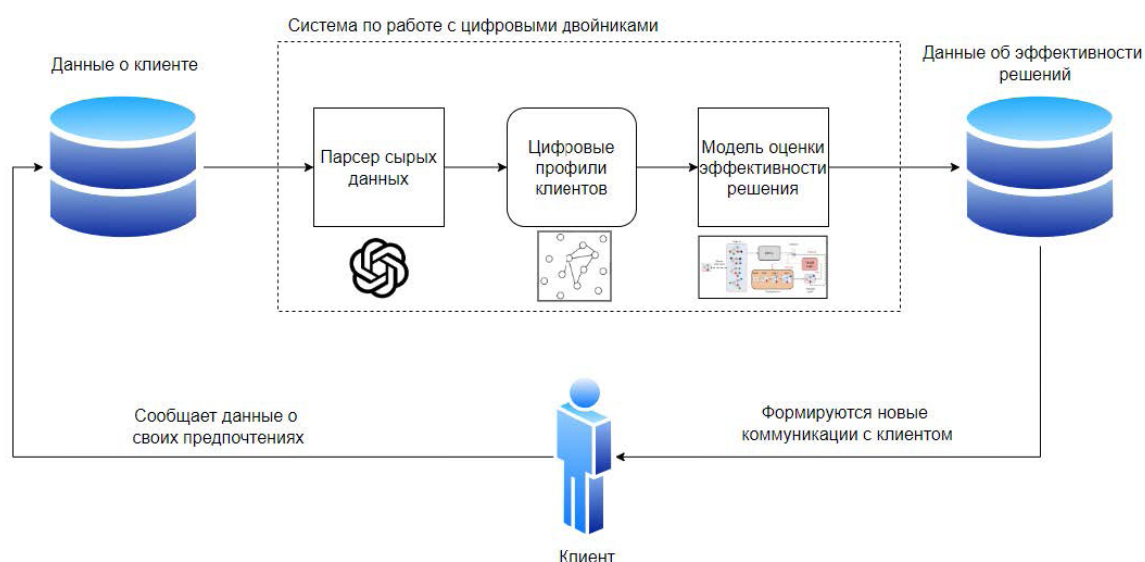 Система по работе с цифровыми двойниками
Данные о клиенте
Данные об эффективности
решений
Парсер сырых
данных
Цифровые
профили
клиентов
Модель оценки
эффективности
решения
Сообщает данные о
своих предпочтениях
Формируются новые
коммуникации с клиентом
Клиент